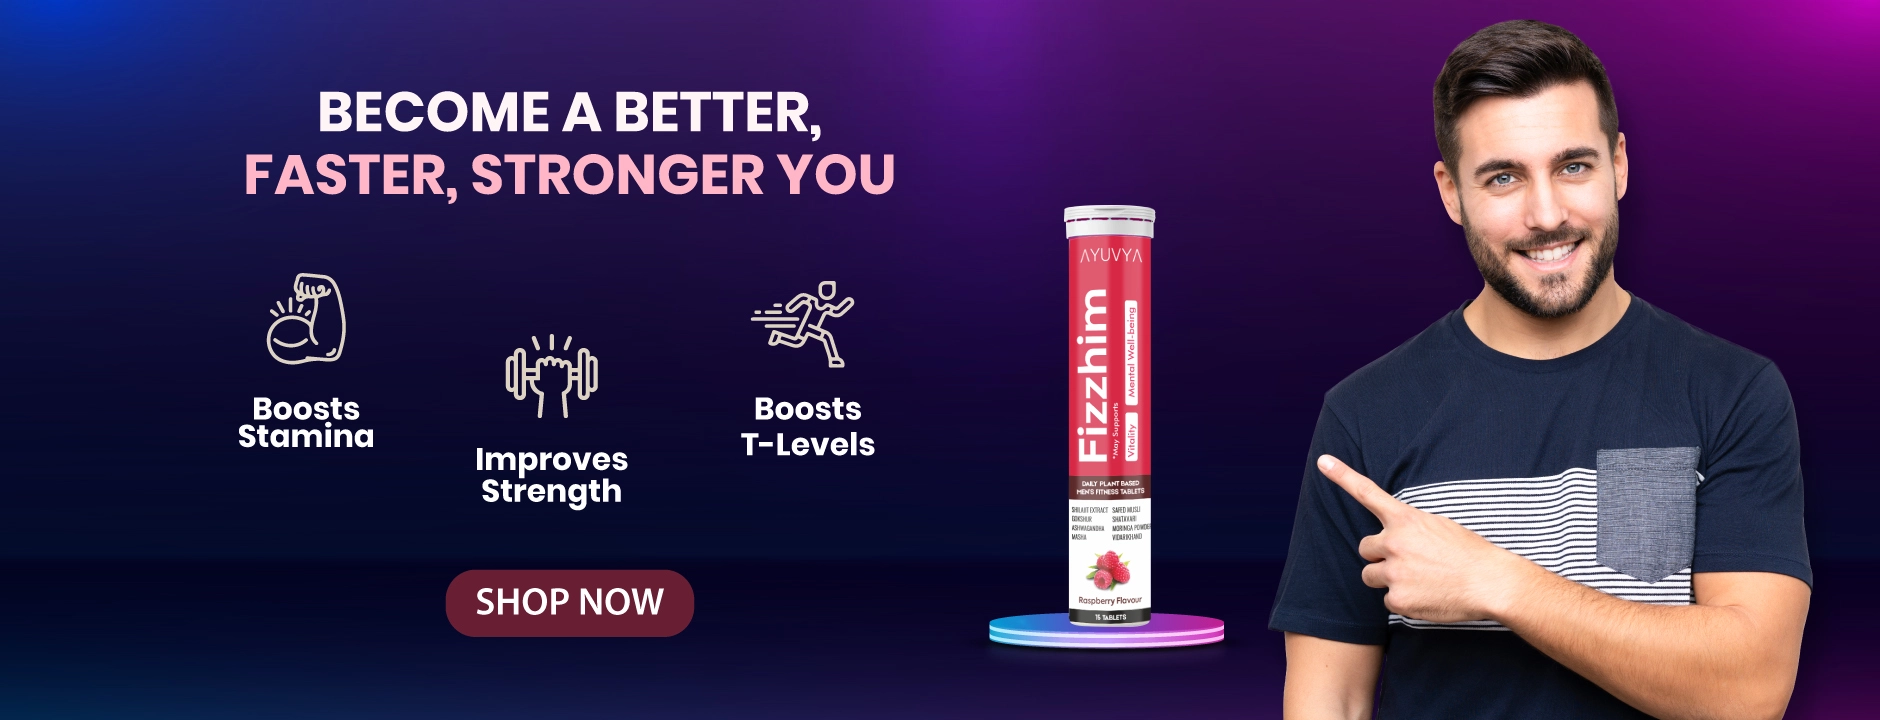 BECOME A BETTER,
FASTER, STRONGER YOU
Boosts
Stamina
Improves
Strength
Boosts
T-Levels
SHOP NOW
AYUVYA
Fizzhim
*May Supports
Vitality
Mental Well-being
DAILY PLANT BASED
MEN'S FITNESS TABLETS
SHILAJIT EXTRACT
GOKSHUR
ASHWAGANDHA
MASHA
SAFED MUSLI
SHATAVARI
MORINGA POWDER
VIDARIKHAND
Raspberry Flavour
15 TABLETS